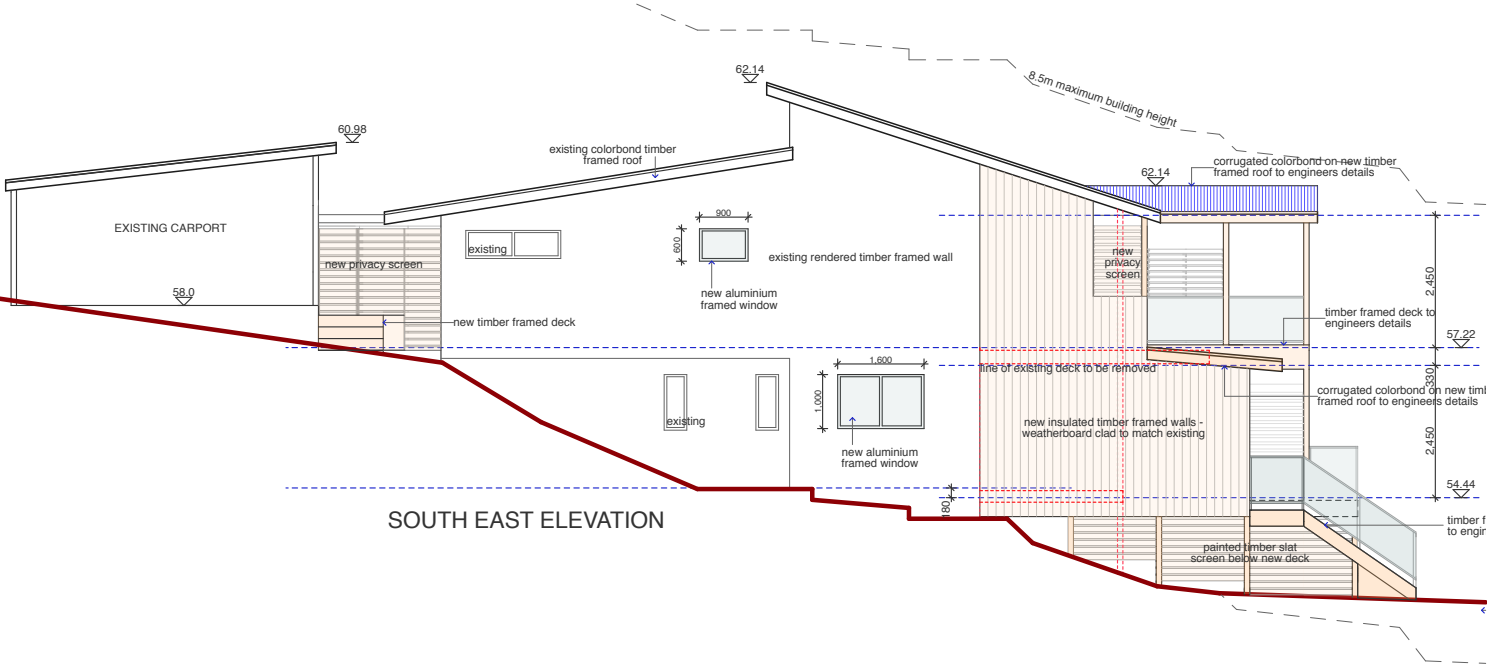 62.14
8.5m maximum building height
60.98
existing colorbond timber
framed roof
corrugated colorbond on new timber
framed roof to engineers details
62.14
EXISTING CARPORT
900
600
existing
new privacy screen
existing rendered timber framed wall
new
privacy
screen
2,450
58.0
new aluminium
framed window
new timber framed deck
timber framed deck to
engineers details
57.22
line of existing deck to be removed
330
1,600
1,000
corrugated colorbond on new timb
framed roof to engineers details
existing
new insulated timber framed walls -
weatherboard clad to match existing
2,450
new aluminium
framed window
54.44
180
SOUTH EAST ELEVATION
timber f
to engin
painted timber slat
screen below new deck